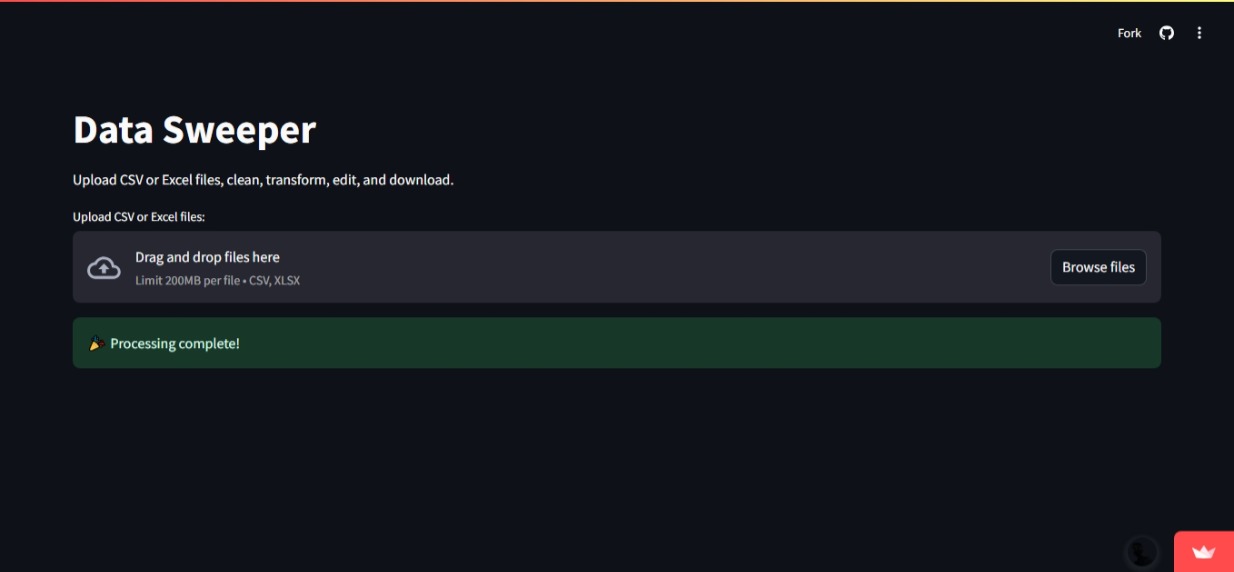 Fork
Data Sweeper
Upload CSV or Excel files, clean, transform, edit, and download.
Upload CSV or Excel files:
Drag and drop files here
Limit 200MB per file • CSV, XLSX
Browse files
🎉 Processing complete!